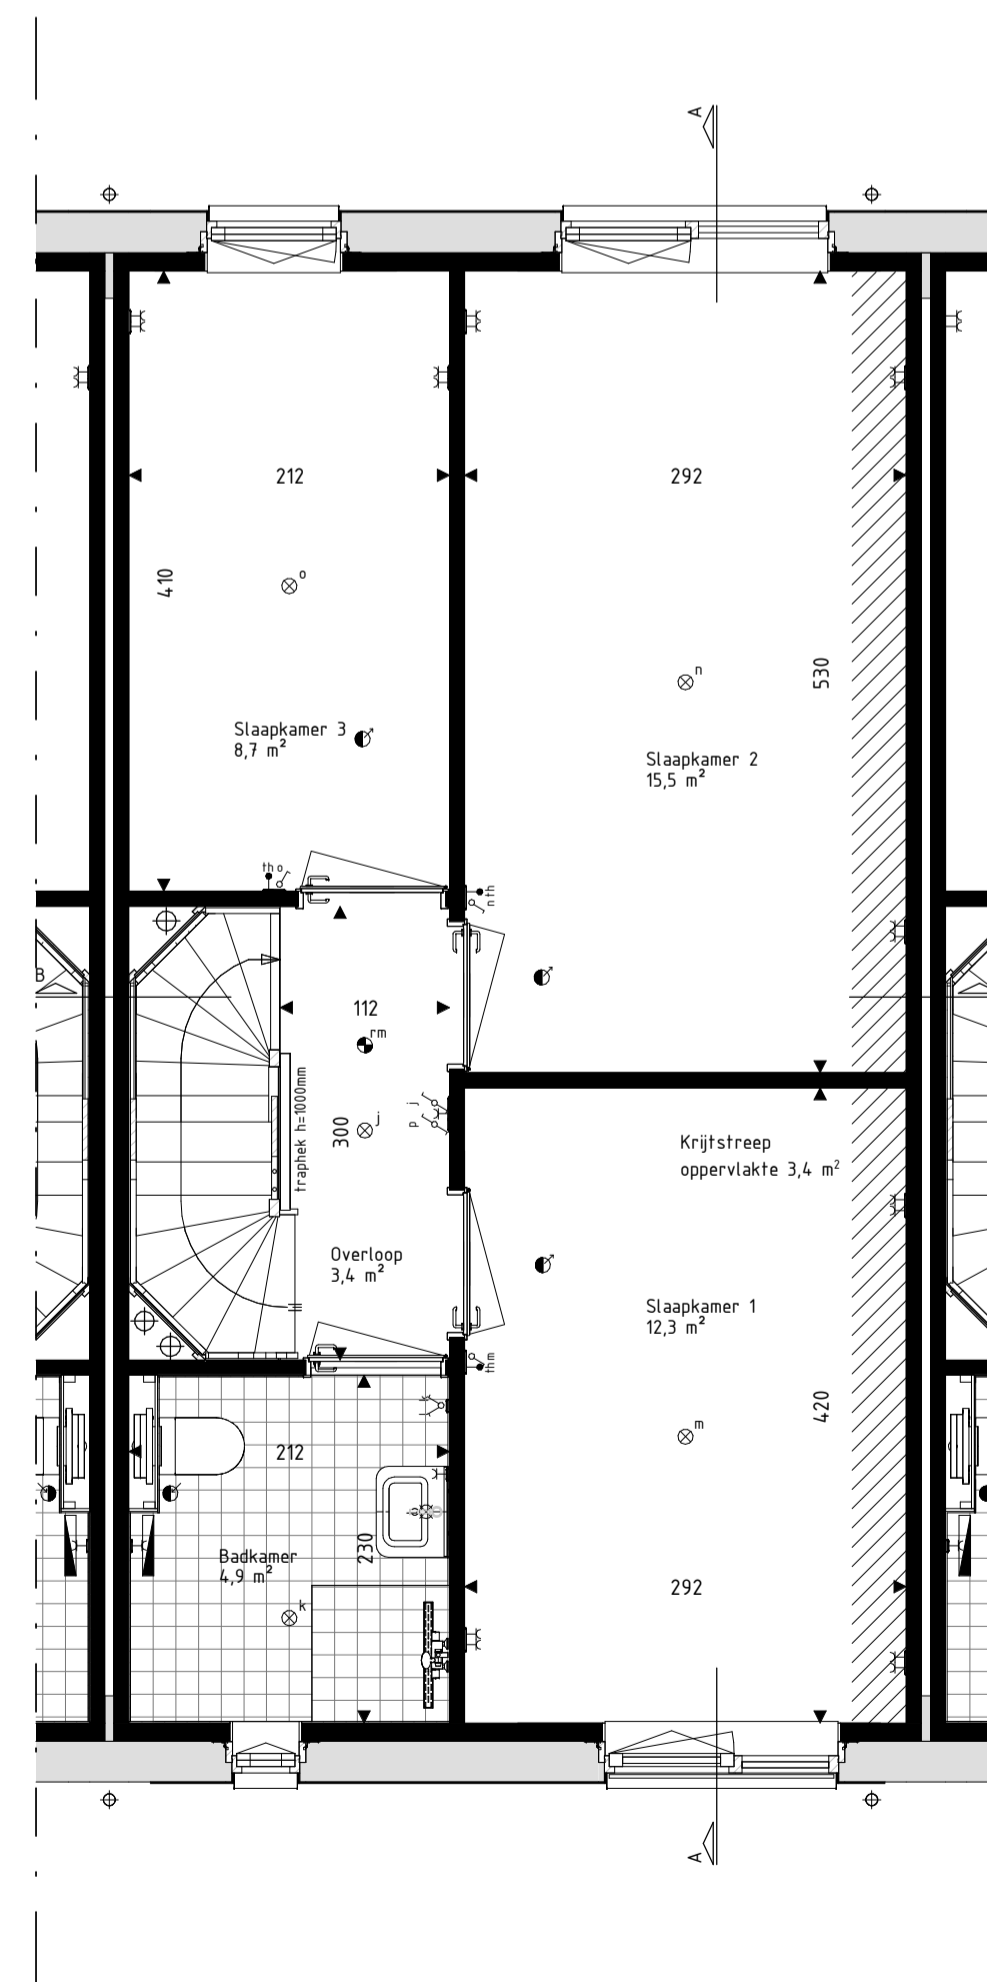 A
212
292
410
o
n
530
Slaapkamer 3
8,7 m²
Slaapkamer 2
15,5 m²
th o
n th
B
112
rm
j
p j
300
traphek h=1000mm
Krijtstreep
oppervlakte 3,4 m²
Overloop
3,4 m²
Slaapkamer 1
12,3 m²
th m
k
420
m
212
230
Badkamer
4,9 m²
292
k
A